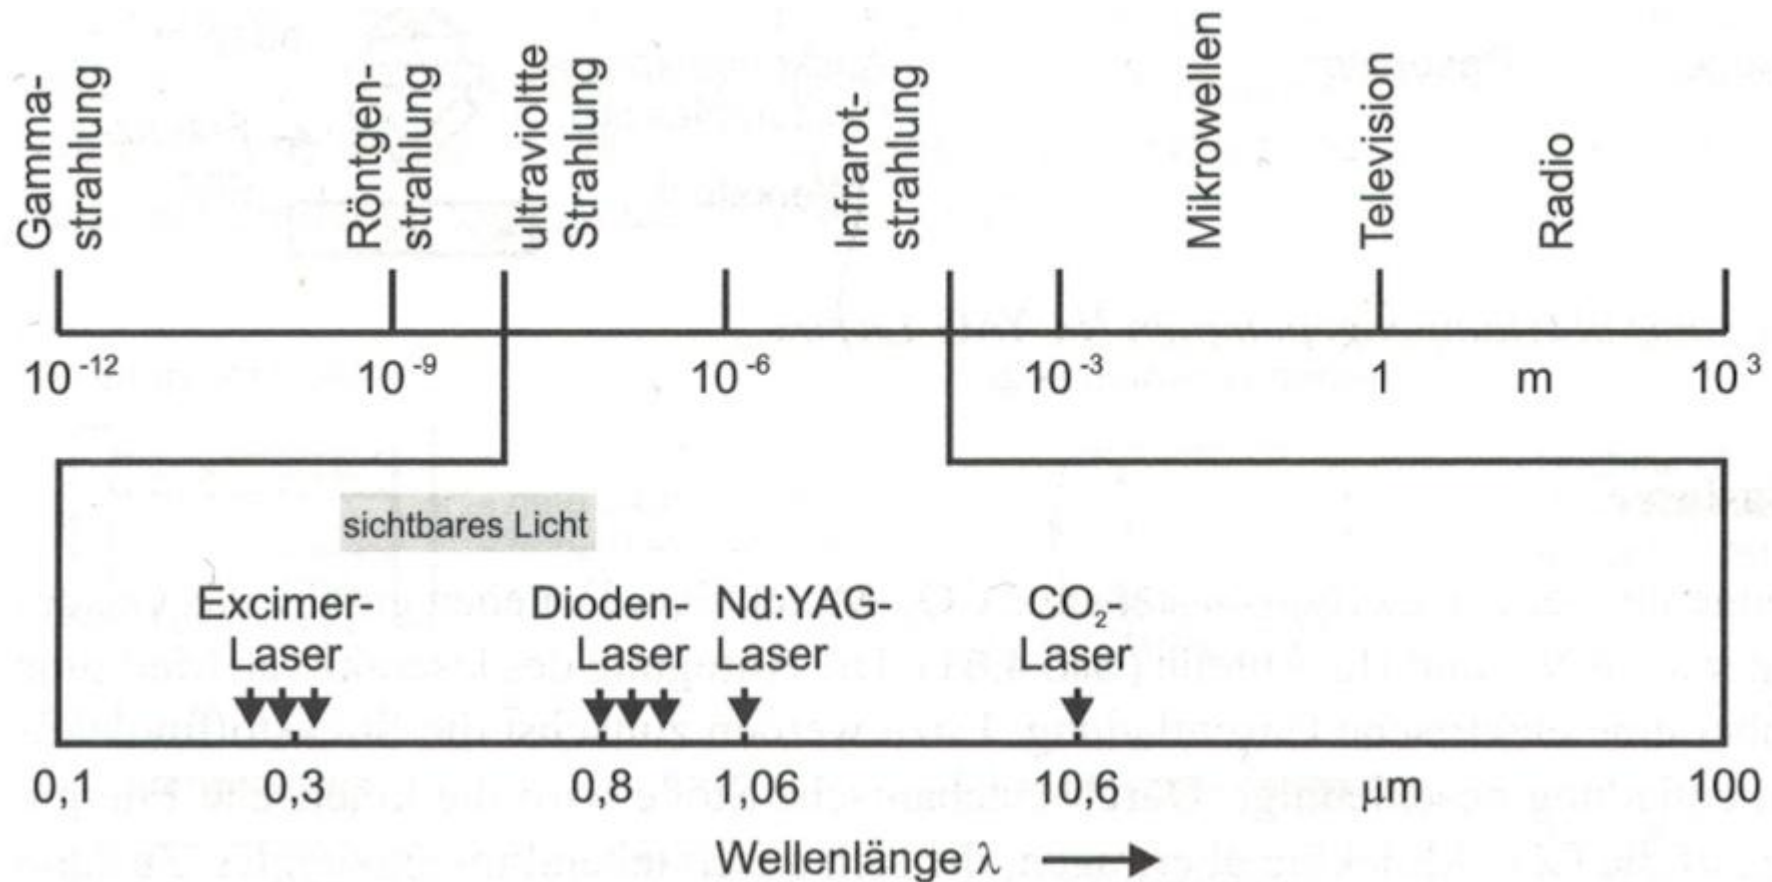 Gamma-
strahlung
Röntgen-
strahlung
ultraviotte
Strahlung
Infrarot-
strahlung
Mikrowellen
Television
Radio
10⁻¹² 10⁻⁹ 10⁻⁶ 10⁻³ 1 m 10³
sichtbares Licht
Excimer-
Laser
Dioden-
Laser
Nd:YAG-
Laser
CO₂-
Laser
0,1 0,3 0,8 1,06 10,6 µm 100
Wellenlänge λ